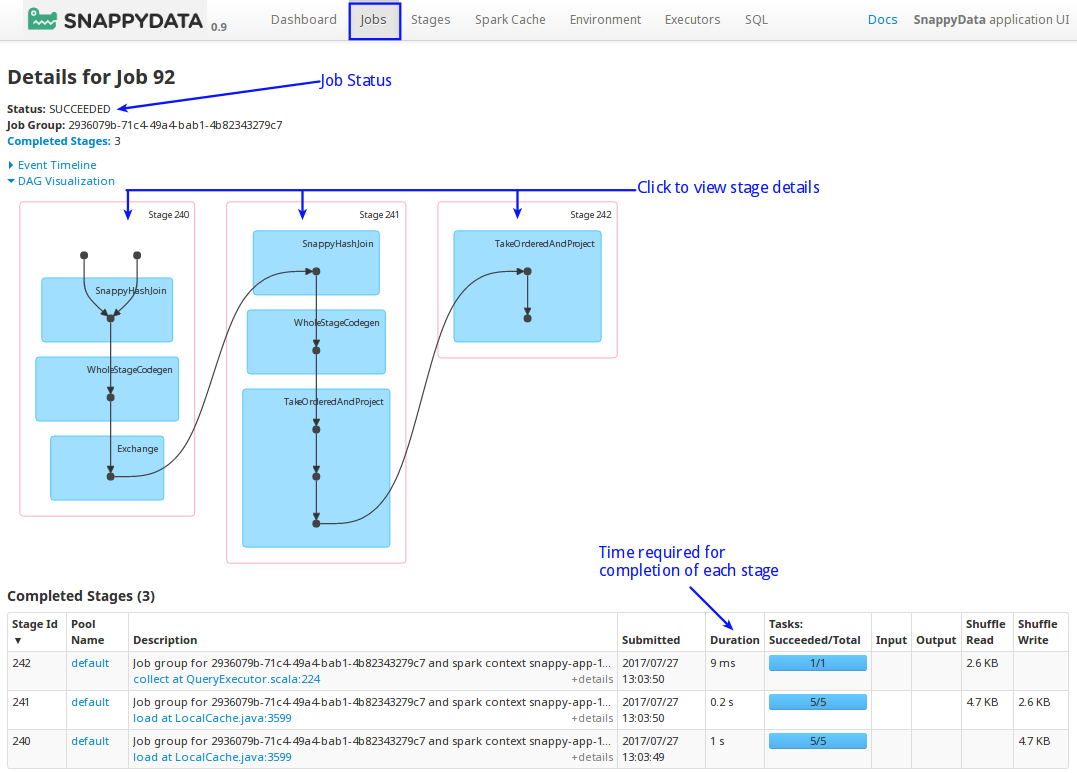 SNAPPYDATA 0.9 Dashboard Jobs Stages Spark Cache Environment Executors SQL Docs SnappyData application UI
Details for Job 92
Job Status
Status: SUCCEEDED
Job Group: 2936079b-71c4-49a4-bab1-4b82343279c7
Completed Stages: 3
Event Timeline
DAG Visualization
Click to view stage details
Stage 240
SnappyHashJoin
WholeStageCodegen
Exchange
Stage 241
SnappyHashJoin
WholeStageCodegen
TakeOrderedAndProject
Stage 242
TakeOrderedAndProject
Time required for
completion of each stage
Completed Stages (3)
Stage Id ▼ Pool Name Description Submitted Duration Tasks: Succeeded/Total Input Output Shuffle Read Shuffle Write
242 default Job group for 2936079b-71c4-49a4-bab1-4b82343279c7 and spark context snappy-app-1... 2017/07/27 9 ms 1/1 2.6 KB
collect at QueryExecutor.scala:224 +details 13:03:50
241 default Job group for 2936079b-71c4-49a4-bab1-4b82343279c7 and spark context snappy-app-1... 2017/07/27 0.2 s 5/5 4.7 KB 2.6 KB
load at LocalCache.java:3599 +details 13:03:50
240 default Job group for 2936079b-71c4-49a4-bab1-4b82343279c7 and spark context snappy-app-1... 2017/07/27 1 s 5/5 4.7 KB
load at LocalCache.java:3599 +details 13:03:49